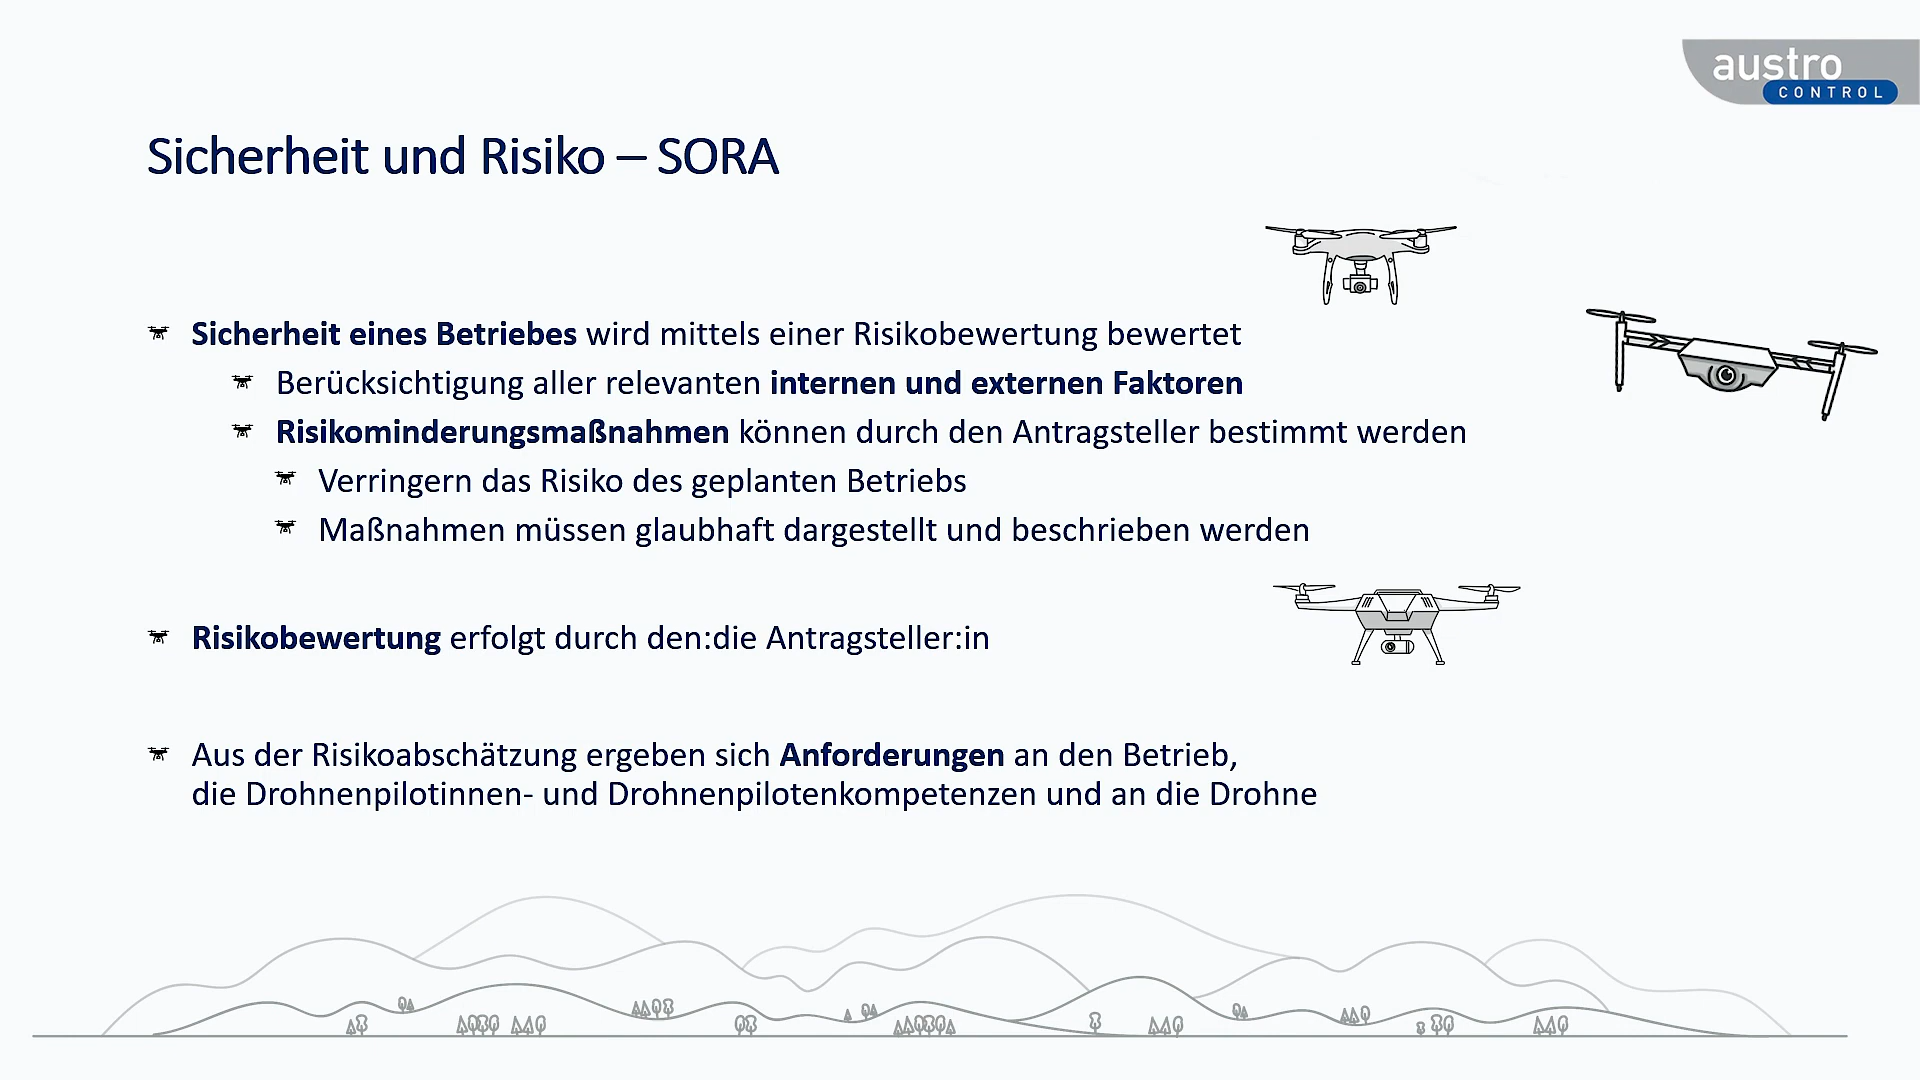 austro
CONTROL
Sicherheit und Risiko – SORA
Sicherheit eines Betriebes wird mittels einer Risikobewertung bewertet
Berücksichtigung aller relevanten internen und externen Faktoren
Risikominderungsmaßnahmen können durch den Antragsteller bestimmt werden
Verringern das Risiko des geplanten Betriebs
Maßnahmen müssen glaubhaft dargestellt und beschrieben werden
Risikobewertung erfolgt durch den:die Antragsteller:in
Aus der Risikoabschätzung ergeben sich Anforderungen an den Betrieb,
die Drohnenpilotinnen- und Drohnenpilotenkompetenzen und an die Drohne